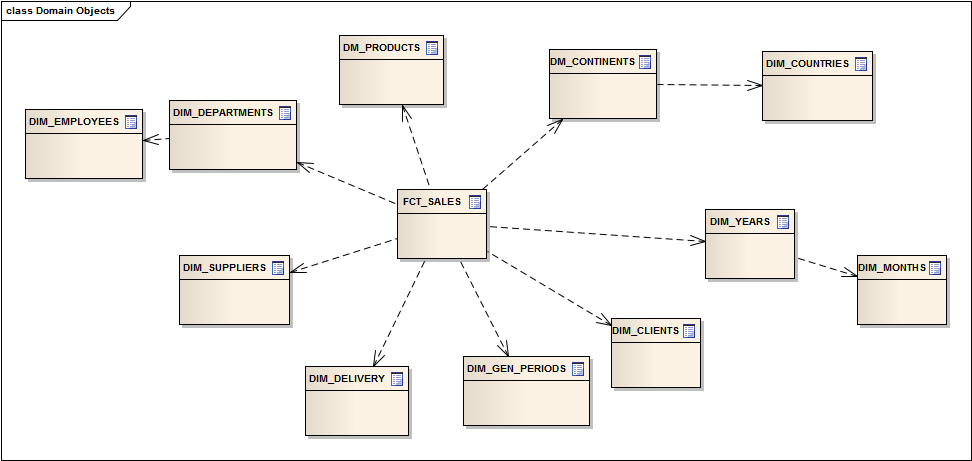 class Domain Objects
DM_PRODUCTS
DM_CONTINENTS
DIM_COUNTRIES
DIM_DEPARTMENTS
DIM_EMPLOYEES
FCT_SALES
DIM_YEARS
DIM_SUPPLIERS
DIM_MONTHS
DIM_CLIENTS
DIM_GEN_PERIODS
DIM_DELIVERY